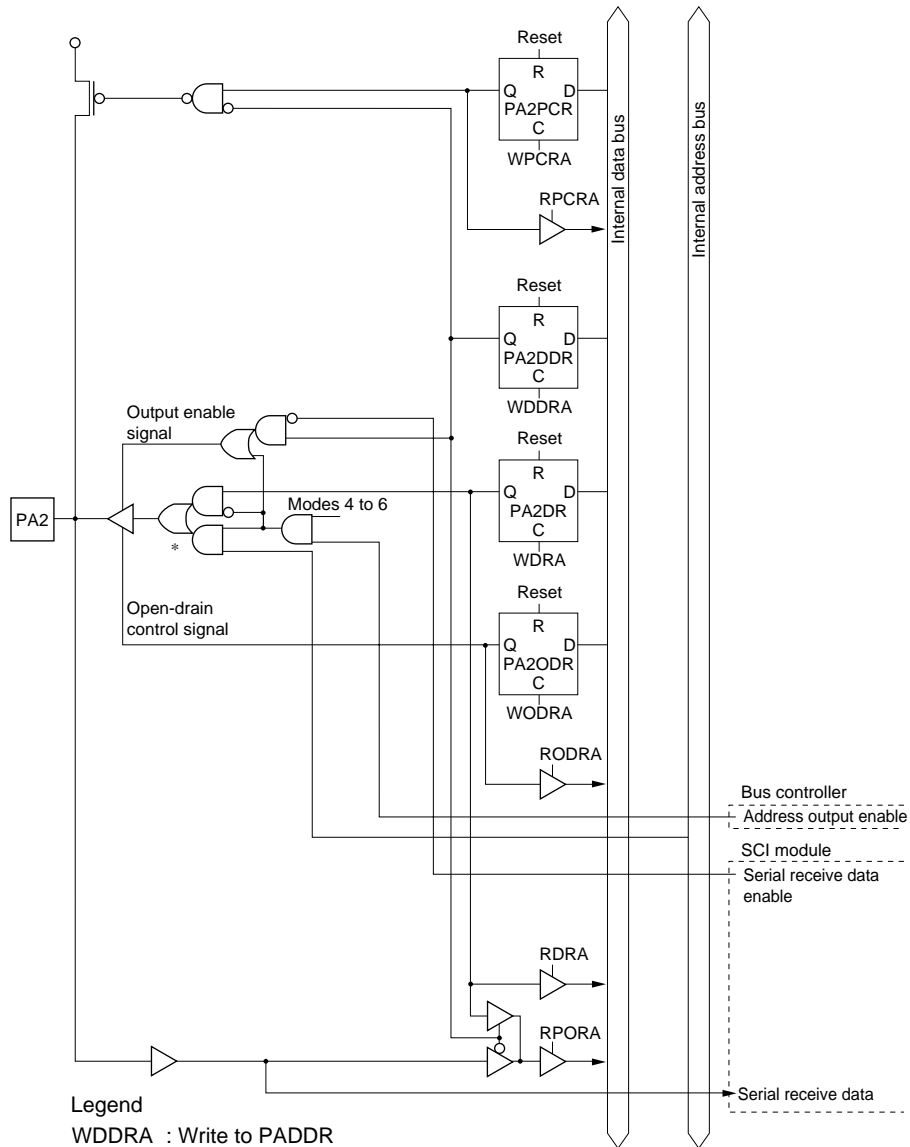 Reset
R
Q D
PA2PCR
C
WPCRA
RPCRA
Internal data bus
Internal address bus
Reset
R
Q D
PA2DDR
C
WDDRA
Output enable
signal
Reset
R
Q D
PA2DR
C
WDRA
Modes 4 to 6
PA2
*
Open-drain
control signal
Reset
R
Q D
PA2ODR
C
WODRA
RODRA
Bus controller
Address output enable
SCI module
Serial receive data
enable
RDRA
RPORA
Serial receive data
Legend
WDDRA : Write to PADDR